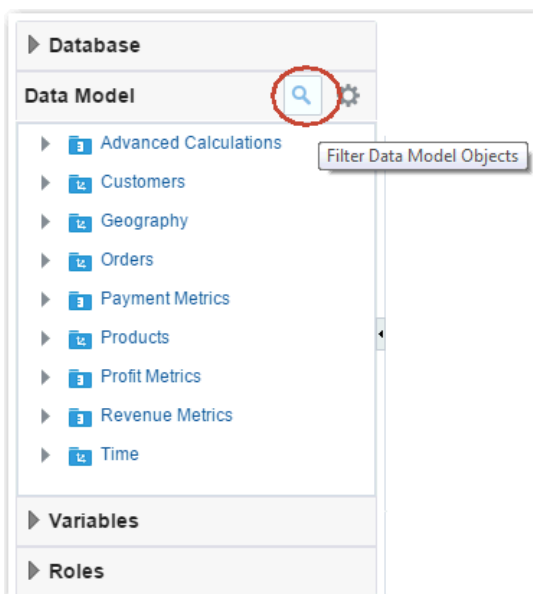 Database
Data Model
Advanced Calculations
Filter Data Model Objects
Customers
Geography
Orders
Payment Metrics
Products
Profit Metrics
Revenue Metrics
Time
Variables
Roles